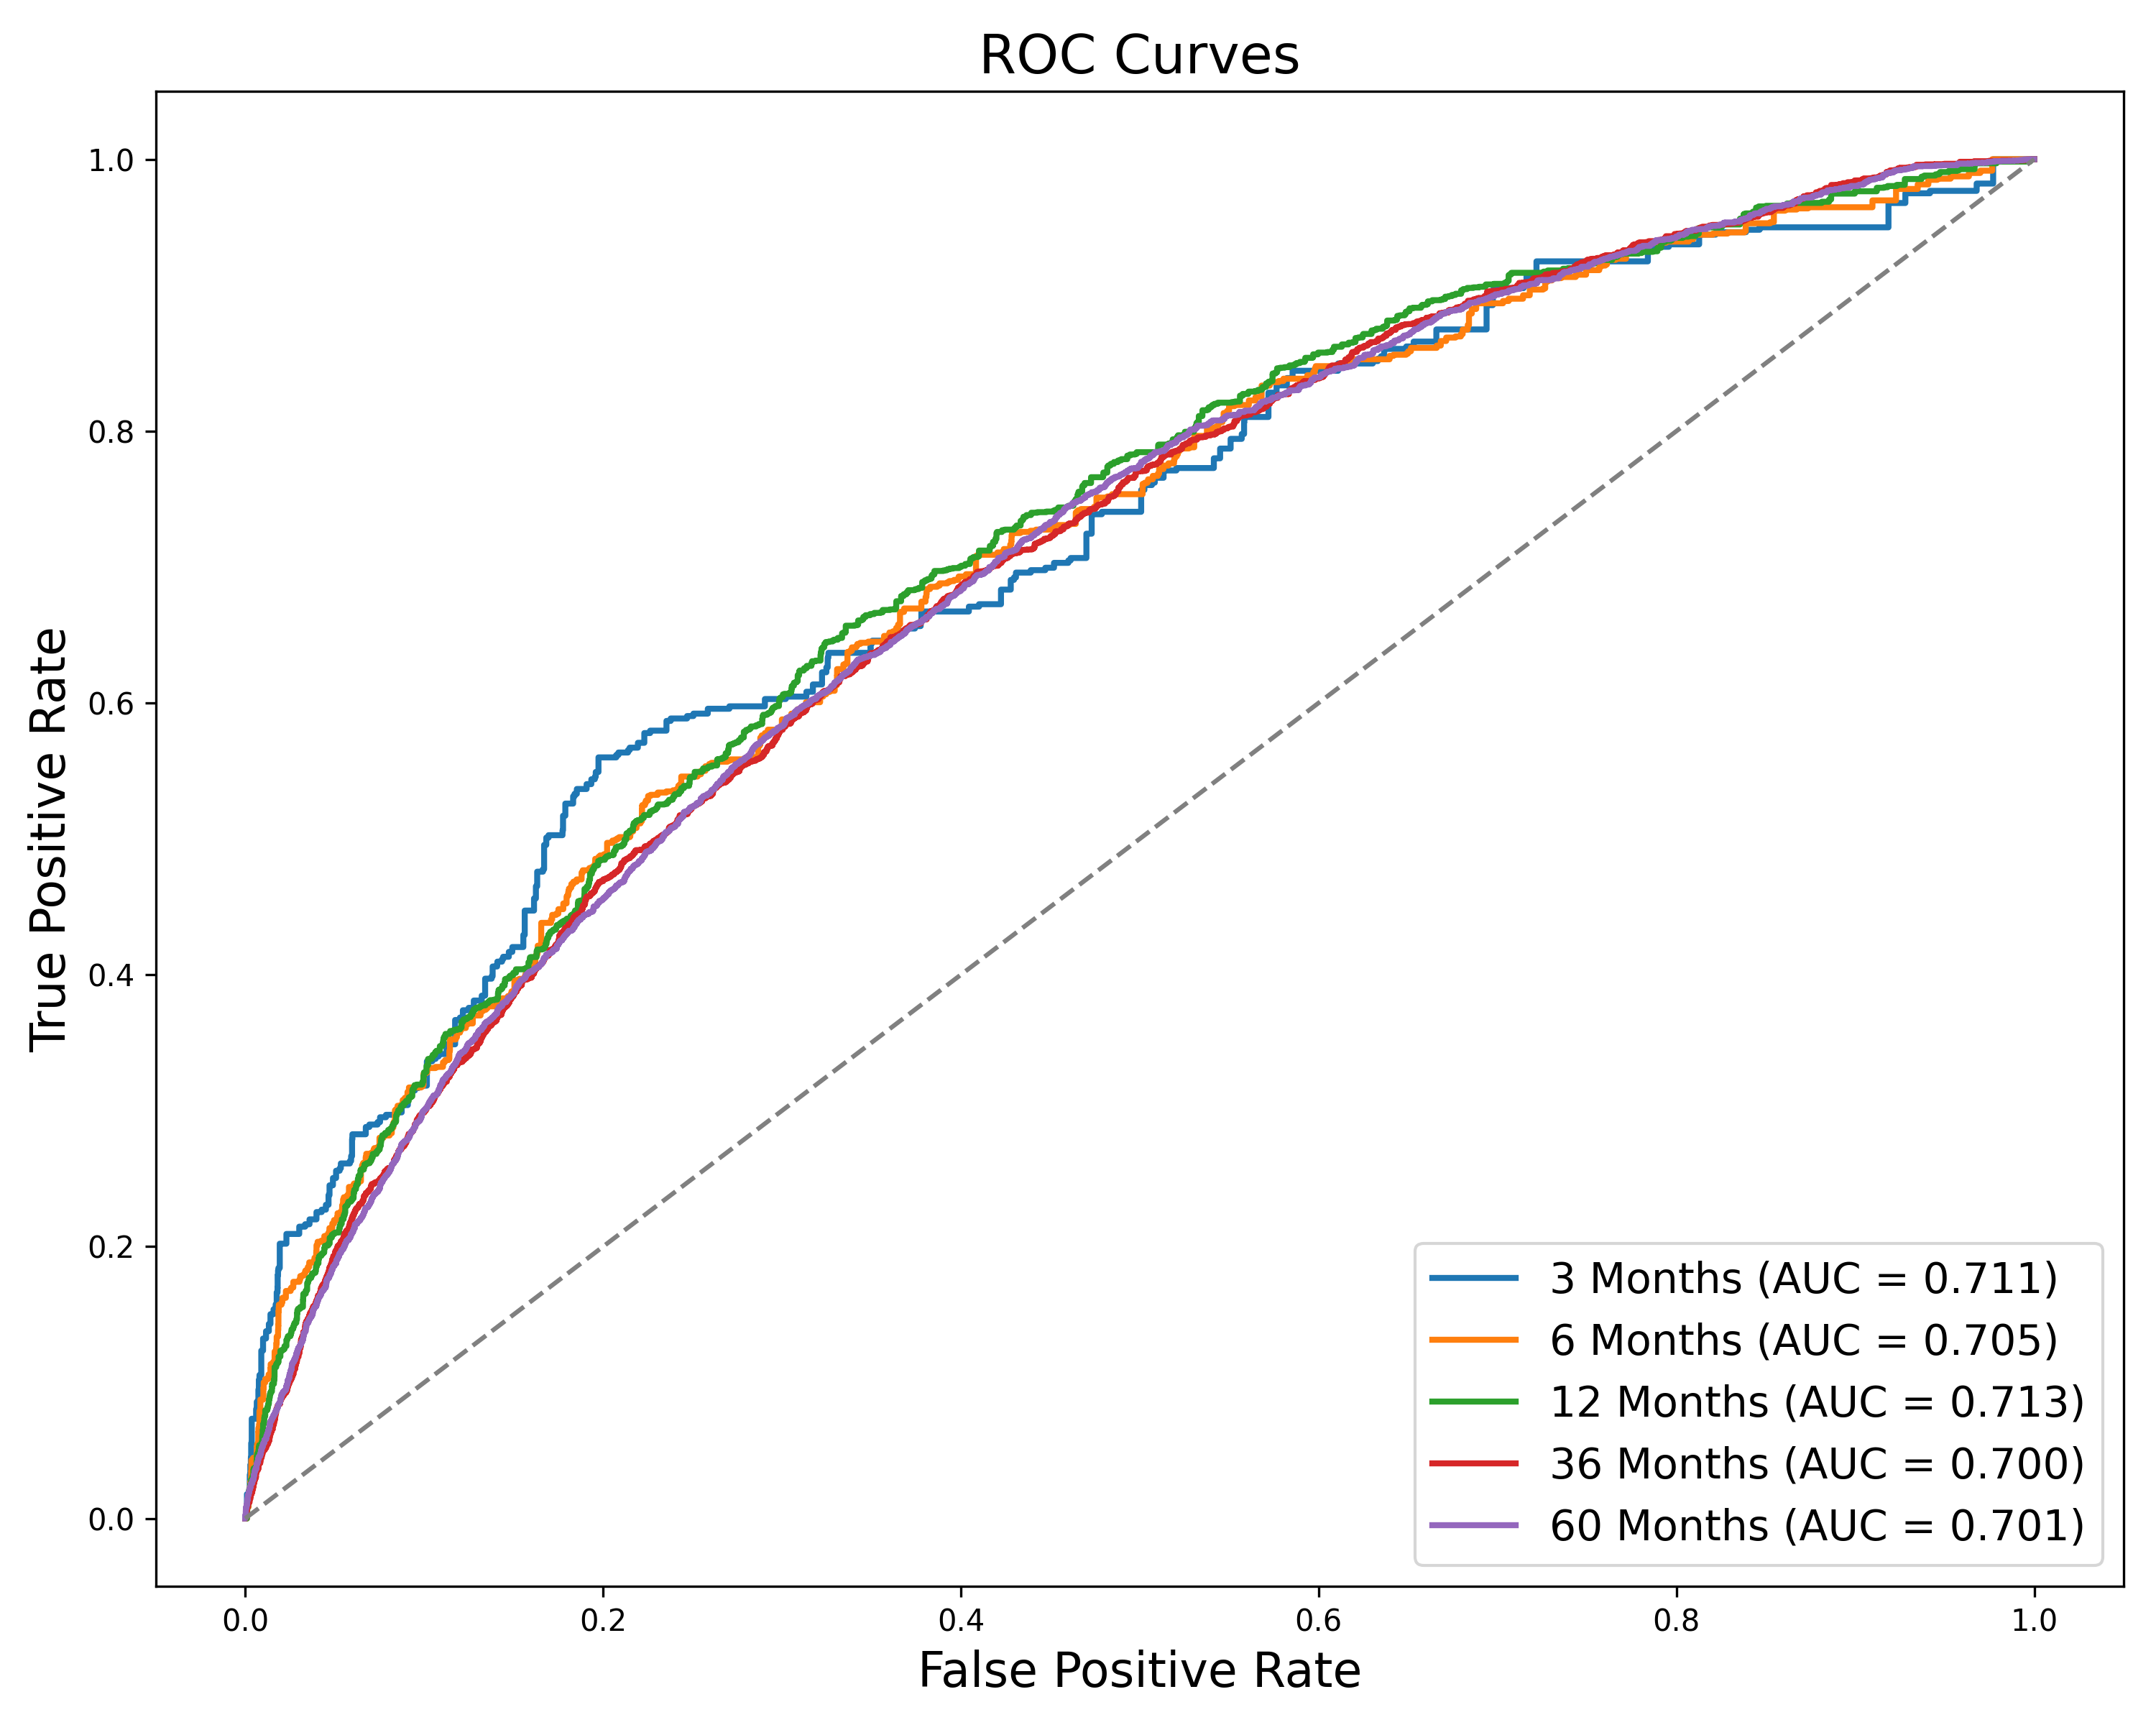 ROC Curves
1.0
0.8
0.6
0.4
0.2
0.0
True Positive Rate
0.0 0.2 0.4 0.6 0.8 1.0
False Positive Rate
3 Months (AUC = 0.711)
6 Months (AUC = 0.705)
12 Months (AUC = 0.713)
36 Months (AUC = 0.700)
60 Months (AUC = 0.701)